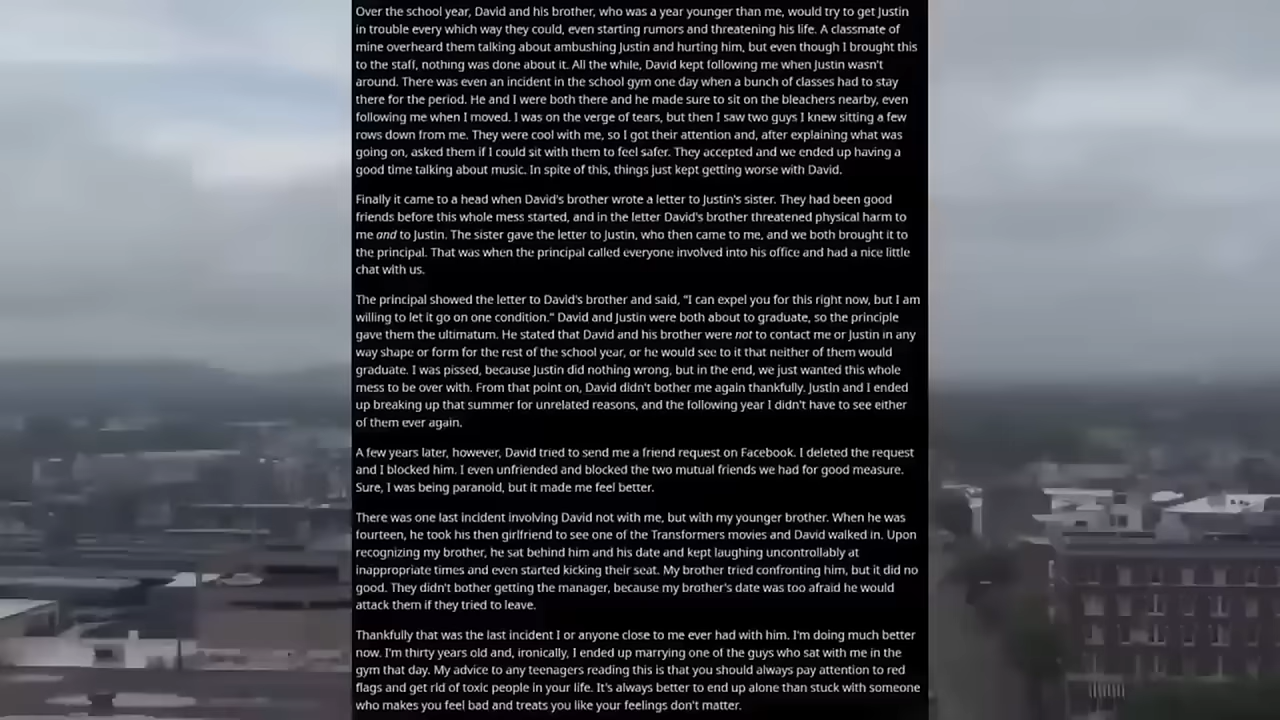 Over the school year, David and his brother, who was a year younger than me, would try to get Justin
in trouble every which way they could, even starting rumors and threatening his life. A classmate of
mine overheard them talking about ambushing Justin and hurting him, but even though I brought this
to the staff, nothing was done about it. All the while, David kept following me when Justin wasn't
around. There was even an incident in the school gym one day when a bunch of classes had to stay
there for the period. He and I were both there and he made sure to sit on the bleachers nearby, even
following me when I moved. I was on the verge of tears, but then I saw two guys I knew sitting a few
rows down from me. They were cool with me, so I got their attention and, after explaining what was
going on, asked them if I could sit with them to feel safer. They accepted and we ended up having a
good time talking about music. In spite of this, things just kept getting worse with David.
Finally it came to a head when David's brother wrote a letter to Justin's sister. They had been good
friends before this whole mess started, and in the letter David's brother threatened physical harm to
me and to Justin. The sister gave the letter to Justin, who then came to me, and we both brought it to
the principal. That was when the principal called everyone involved into his office and had a nice little
chat with us.
The principal showed the letter to David's brother and said, "I can expel you for this right now, but I am
willing to let it go on one condition." David and Justin were both about to graduate, so the principle
gave them the ultimatum. He stated that David and his brother were not to contact me or Justin in any
way shape or form for the rest of the school year, or he would see to it that neither of them would
graduate. I was pissed, because Justin did nothing wrong, but in the end, we just wanted this whole
mess to be over with. From that point on, David didn't bother me again thankfully. Justin and I ended
up breaking up that summer for unrelated reasons, and the following year I didn't have to see either
of them ever again.
A few years later, however, David tried to send me a friend request on Facebook. I deleted the request
and I blocked him. I even unfriended and blocked the two mutual friends we had for good measure.
Sure, I was being paranoid, but it made me feel better.
There was one last incident involving David not with me, but with my younger brother. When he was
fourteen, he took his then girlfriend to see one of the Transformers movies and David walked in. Upon
recognizing my brother, he sat behind him and his date and kept laughing uncontrollably at
inappropriate times and even started kicking their seat. My brother tried confronting him, but it did no
good. They didn't bother getting the manager, because my brother's date was too afraid he would
attack them if they tried to leave.
Thankfully that was the last incident I or anyone close to me ever had with him. I'm doing much better
now. I'm thirty years old and, ironically, I ended up marrying one of the guys who sat with me in the
gym that day. My advice to any teenagers reading this is that you should always pay attention to red
flags and get rid of toxic people in your life. It's always better to end up alone than stuck with someone
who makes you feel bad and treats you like your feelings don't matter.